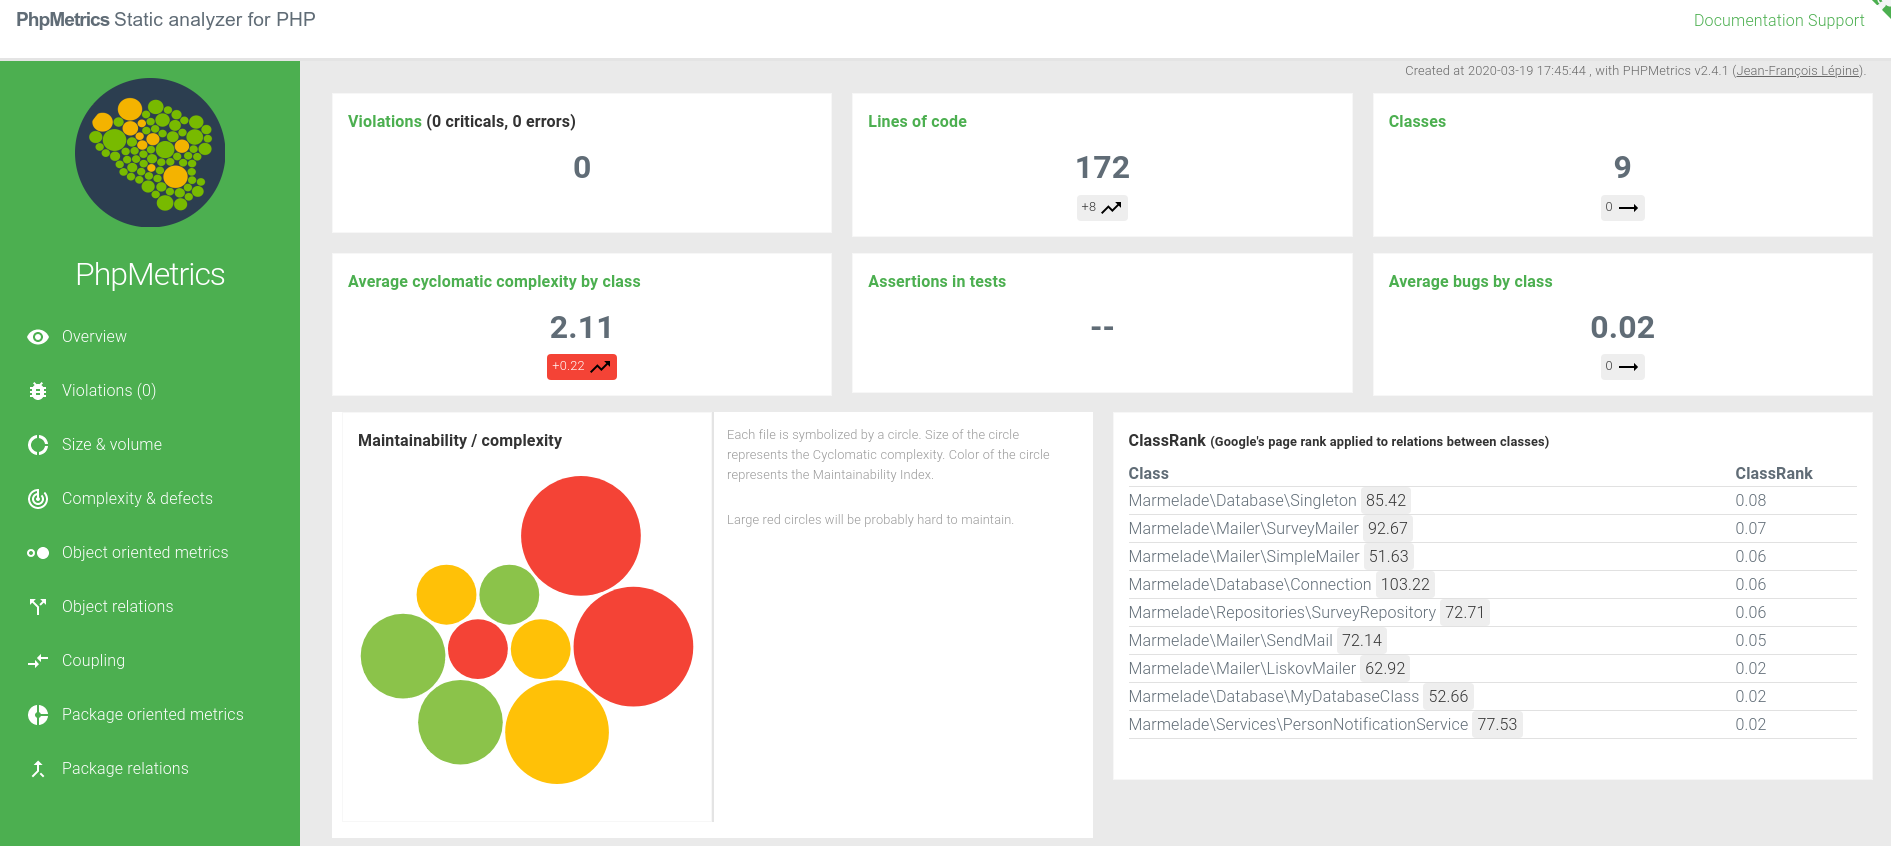 PhpMetrics Static analyzer for PHP
Documentation Support
Created at 2020-03-19 17:45:44 , with PHPMetrics v2.4.1 (Jean-François Lépine).
PhpMetrics
Overview
Violations (0)
Size & volume
Complexity & defects
Object oriented metrics
Object relations
Coupling
Package oriented metrics
Package relations
Violations (0 criticals, 0 errors)
0
Lines of code
172
+8
Classes
9
0
Average cyclomatic complexity by class
2.11
+0.22
Assertions in tests
--
Average bugs by class
0.02
0
Maintainability / complexity
Each file is symbolized by a circle. Size of the circle
represents the Cyclomatic complexity. Color of the circle
represents the Maintainability Index.
Large red circles will be probably hard to maintain.
ClassRank (Google's page rank applied to relations between classes)
Class ClassRank
Marmelade\Database\Singleton 85.42 0.08
Marmelade\Mailer\SurveyMailer 92.67 0.07
Marmelade\Mailer\SimpleMailer 51.63 0.06
Marmelade\Database\Connection 103.22 0.06
Marmelade\Repositories\SurveyRepository 72.71 0.06
Marmelade\Mailer\SendMail 72.14 0.05
Marmelade\Mailer\LiskovMailer 62.92 0.02
Marmelade\Database\MyDatabaseClass 52.66 0.02
Marmelade\Services\PersonNotificationService 77.53 0.02